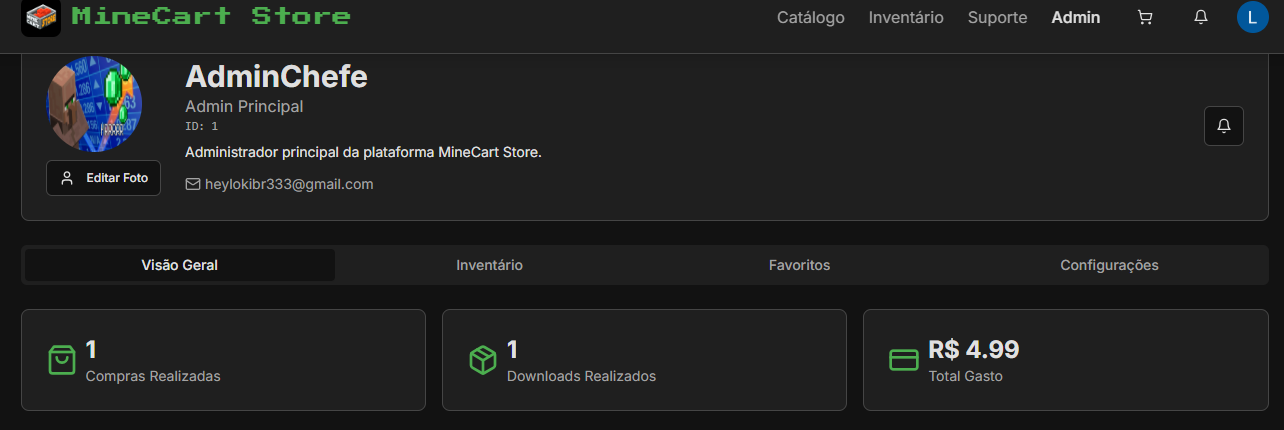 MineCart Store
Catálogo Inventário Suporte Admin L
AdminChefe
Admin Principal
ID: 1
Administrador principal da plataforma MineCart Store.
Editar Foto
heylokibr333@gmail.com
Visão Geral Inventário Favoritos Configurações
1
Compras Realizadas
1
Downloads Realizados
R$ 4.99
Total Gasto